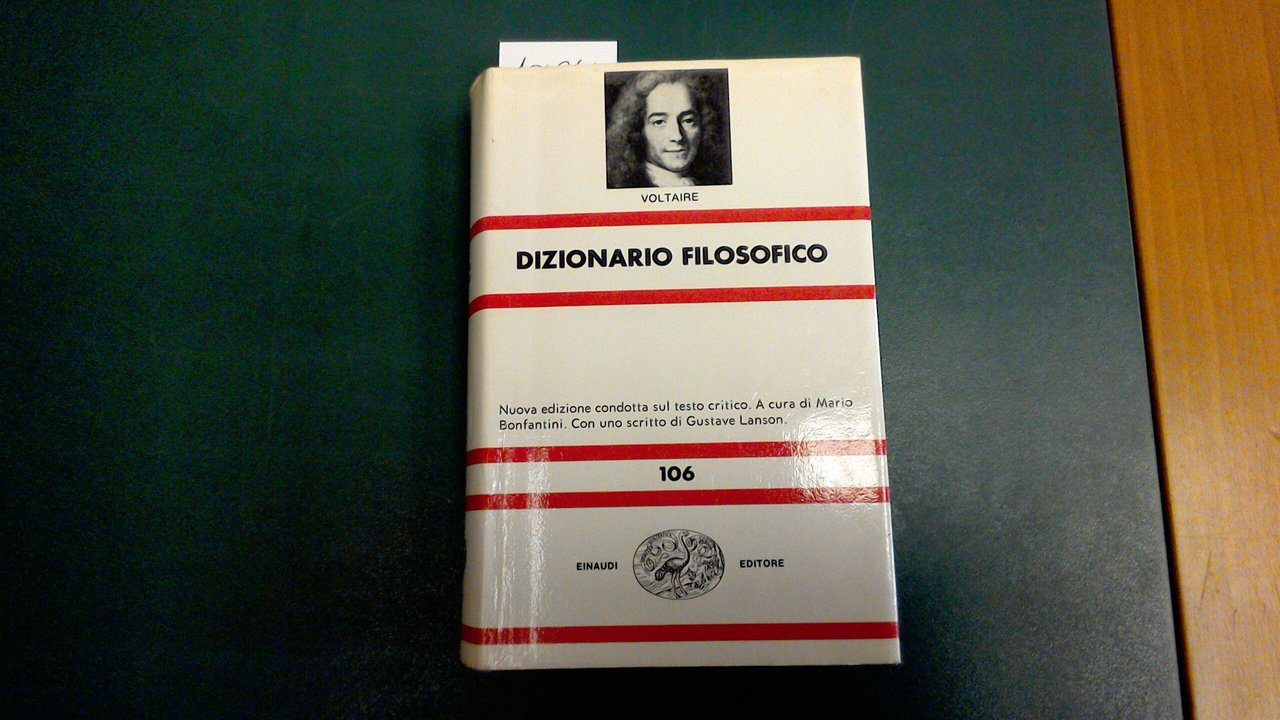 VOLTAIRE
DIZIONARIO FILOSOFICO
Nuova edizione condotta sul testo critico. A cura di Mario
Bonfantini. Con uno scritto di Gustave Lanson.
106
EINAUDI EDITORE